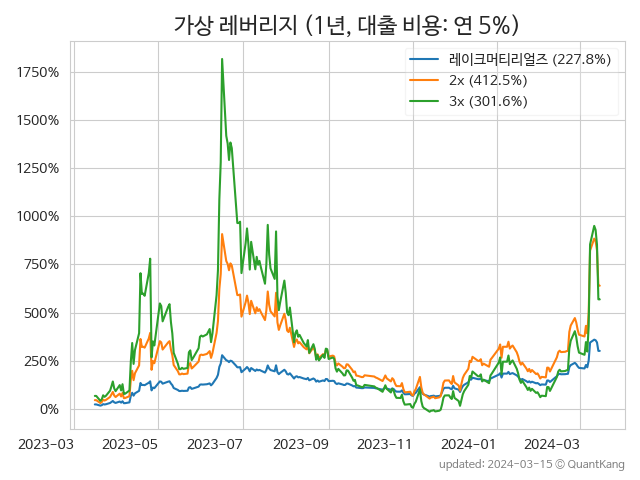 가상 레버리지 (1년, 대출 비용: 연 5%)
레이크머티리얼즈 (227.8%)
2x (412.5%)
3x (301.6%)
1750%
1500%
1250%
1000%
750%
500%
250%
0%
2023-03 2023-05 2023-07 2023-09 2023-11 2024-01 2024-03
updated: 2024-03-15 © QuantKang